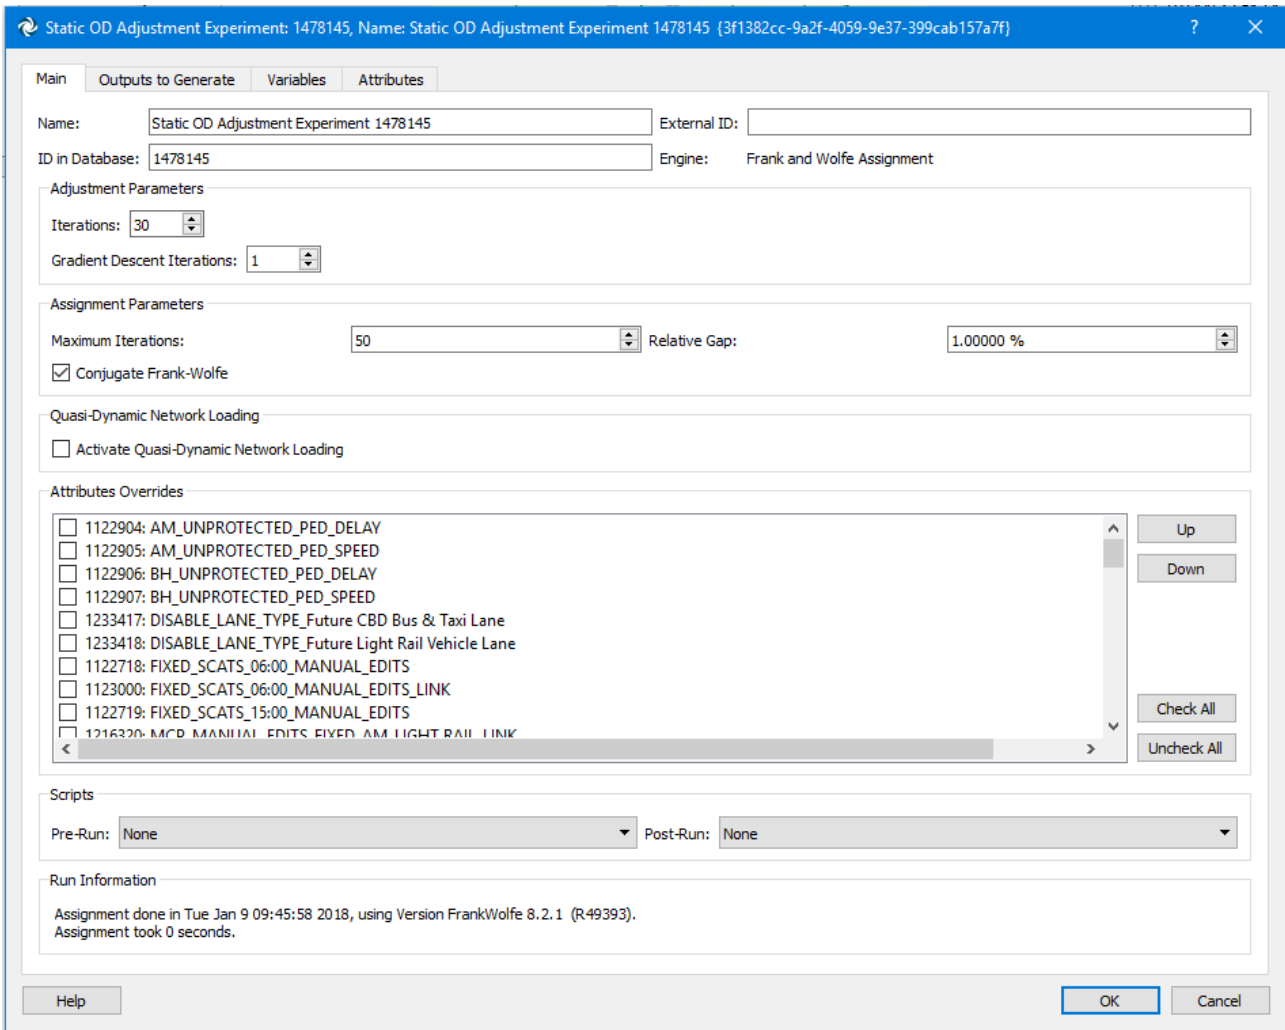 Static OD Adjustment Experiment: 1478145, Name: Static OD Adjustment Experiment 1478145 {3f1382cc-9a2f-4059-9e37-399cab157a7f} ?
Main Outputs to Generate Variables Attributes
Name: Static OD Adjustment Experiment 1478145 External ID:
ID in Database: 1478145 Engine: Frank and Wolfe Assignment
Adjustment Parameters
Iterations: 30
Gradient Descent Iterations: 1
Assignment Parameters
Maximum Iterations: 50 Relative Gap: 1.00000 %
Conjugate Frank-Wolfe
Quasi-Dynamic Network Loading
Activate Quasi-Dynamic Network Loading
Attributes Overrides
1122904: AM_UNPROTECTED_PED_DELAY Up
1122905: AM_UNPROTECTED_PED_SPEED
1122906: BH_UNPROTECTED_PED_DELAY Down
1122907: BH_UNPROTECTED_PED_SPEED
1233417: DISABLE_LANE_TYPE_Future CBD Bus & Taxi Lane
1233418: DISABLE_LANE_TYPE_Future Light Rail Vehicle Lane
1122718: FIXED_SCATS_06:00_MANUAL_EDITS
1123000: FIXED_SCATS_06:00_MANUAL_EDITS_LINK
1122719: FIXED_SCATS_15:00_MANUAL_EDITS Check All
1216320: MCP_MANUAL_EDITS_FIXED_AM_LIGHT_RAIL_LINK
Uncheck All
Scripts
Pre-Run: None Post-Run: None
Run Information
Assignment done in Tue Jan 9 09:45:58 2018, using Version FrankWolfe 8.2.1 (R49393).
Assignment took 0 seconds.
Help OK Cancel